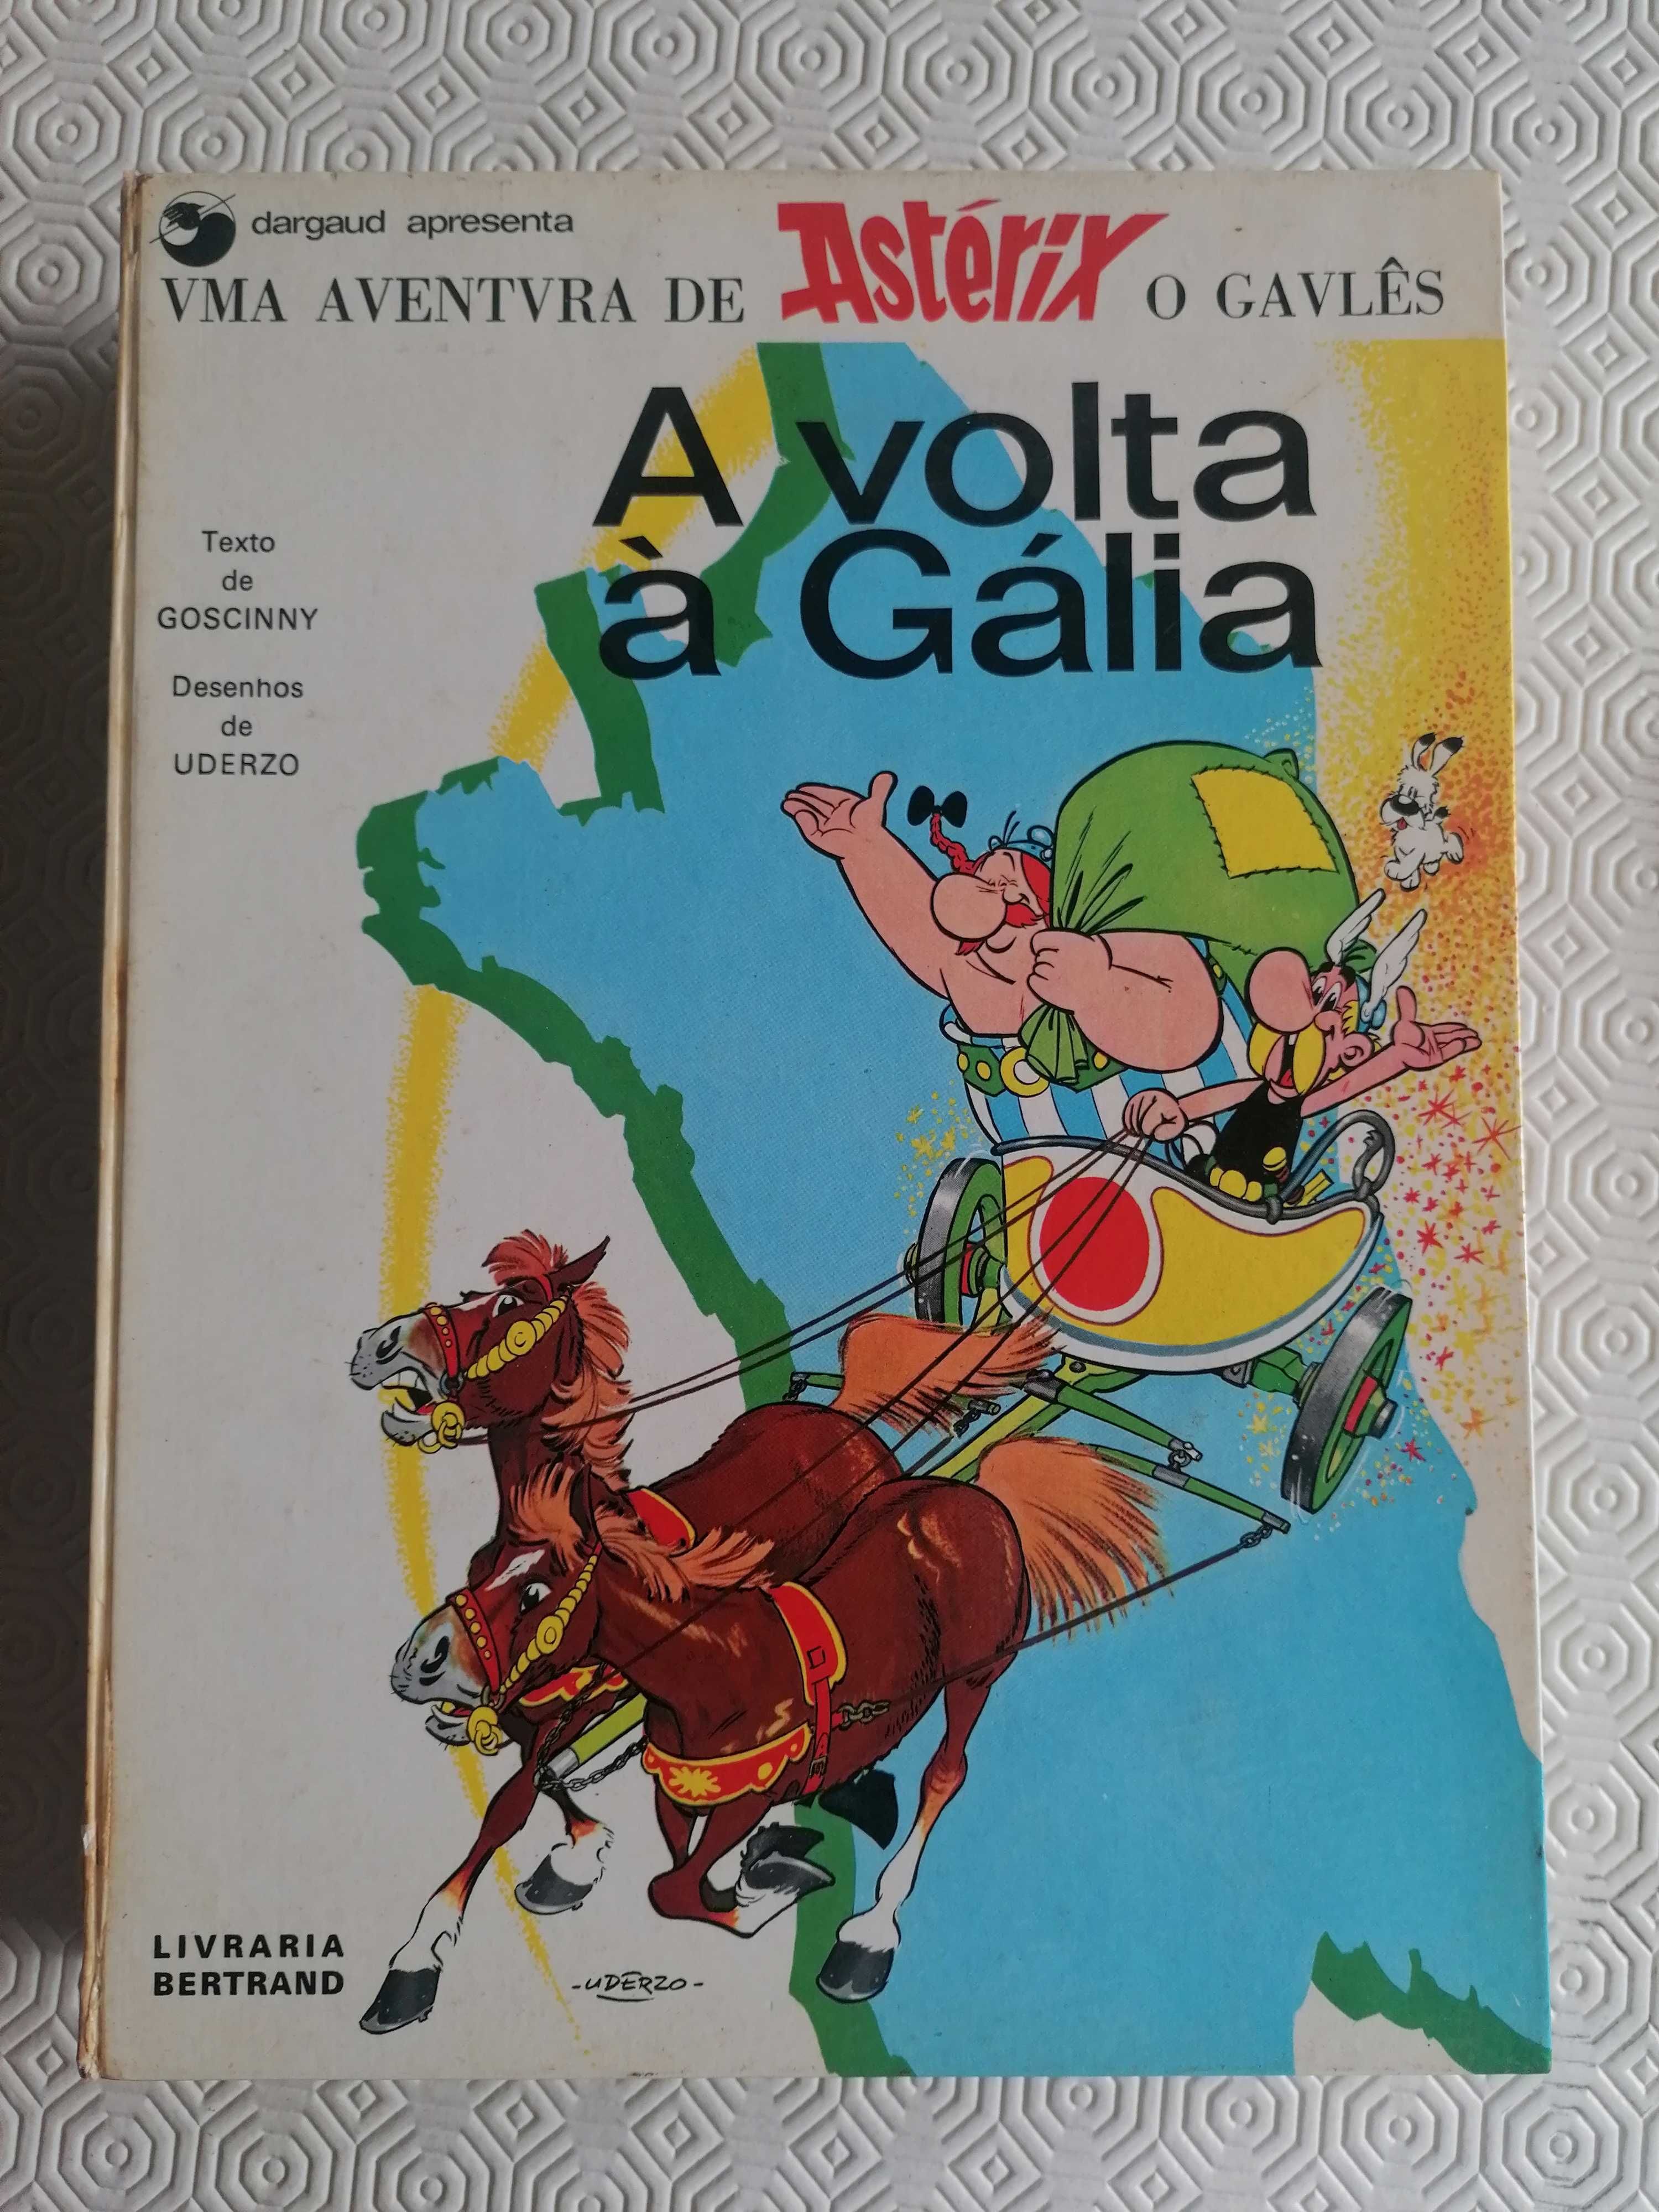 dargaud apresenta
VMA AVENTVRA DE Astérix O GAVLÊS
A volta
à Gália
Texto
de
GOSCINNY
Desenhos
de
UDERZO
LIVRARIA
BERTRAND
-UDERZO-